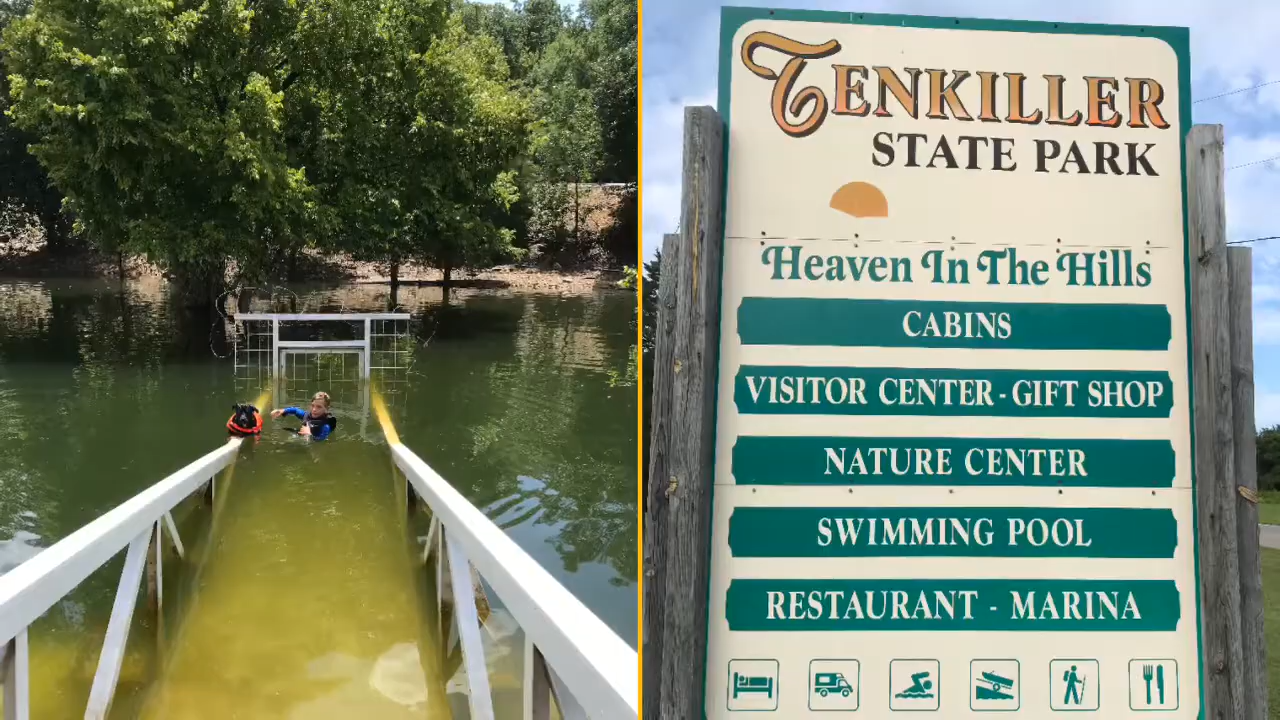 TENKILLER
STATE PARK
Heaven In The Hills
CABINS
VISITOR CENTER - GIFT SHOP
NATURE CENTER
SWIMMING POOL
RESTAURANT - MARINA